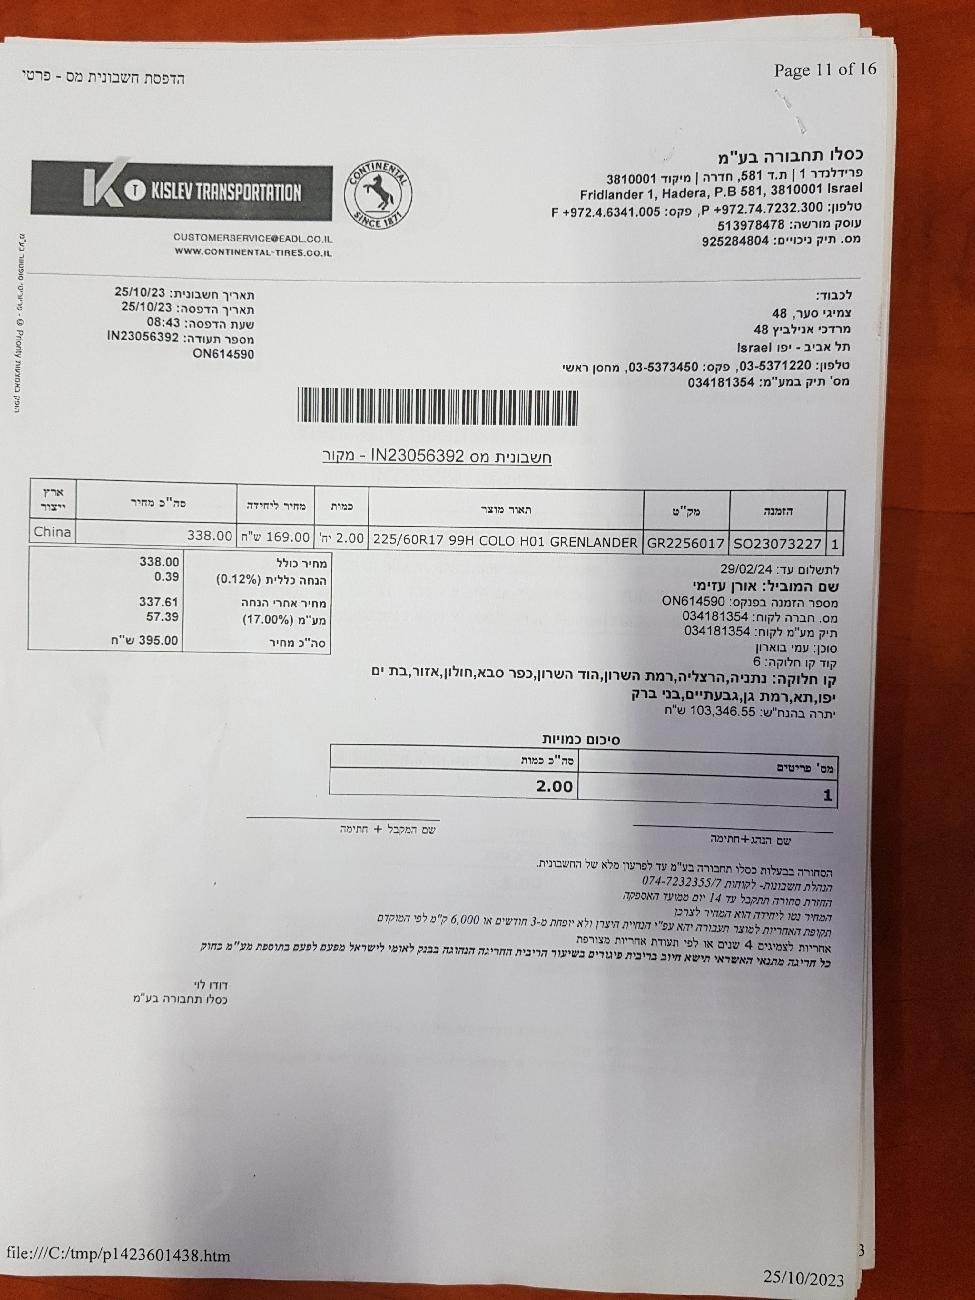 הדפסת חשבונית מס - פרטי
Page 11 of 16
כסלו תחבורה בע"מ
פרידלנדר 1 | ת.ד 581, חדרה | מיקוד 3810001
Fridlander 1, Hadera, P.B 581, 3810001 Israel
טלפון: P +972.74.7232.300, פקס: F +972.4.6341.005
עוסק מורשה: 513978478
מס. תיק ניכויים: 925284804
K T KISLEV TRANSPORTATION
CONTINENTAL
SINCE 1871
CUSTOMERSERVICE@EADL.CO.IL
WWW.CONTINENTAL-TIRES.CO.IL
לכבוד:
צמיגי סער, 48
מרדכי אנילביץ 48
תל אביב - יפו Israel
טלפון: 03-5371220, פקס: 03-5373450, מחסן ראשי
מס' תיק במע"מ: 034181354
תאריך חשבונית: 25/10/23
תאריך הדפסה: 25/10/23
שעת הדפסה: 08:43
מספר תעודה: IN23056392
ON614590
חשבונית מס IN23056392 - מקור
הזמנה מק"ט תאור מוצר כמית מחיר ליחידה סה"כ מחיר ארץ ייצור
1 SO23073227 GR2256017 225/60R17 99H COLO H01 GRENLANDER 2.00 יח' 169.00 ש"ח 338.00 China
מחיר כולל 338.00
הנחה כללית (0.12%) 0.39
מחיר אחרי הנחה 337.61
מע"מ (17.00%) 57.39
סה"כ מחיר 395.00 ש"ח
לתשלום עד: 29/02/24
שם המוביל: אורן עזימי
מספר הזמנה בפנקס: ON614590
מס. חברה לקוח: 034181354
תיק מע"מ לקוח: 034181354
סוכן: עמי בוארון
קוד קו חלוקה: 6
קו חלוקה: נתניה,הרצליה,רמת השרון,הוד השרון,כפר סבא,חולון,אזור,בת ים
יפו,תא,רמת גן,גבעתיים,בני ברק
יתרה בהנח"ש: 103,346.55 ש"ח
סיכום כמויות
מס' פריטים סה"כ כמות
1 2.00
שם הנהג+חתימה
שם המקבל + חתימה
הסחורה בבעלות כסלו תחבורה בע"מ עד לפרעון מלא של החשבונית.
הנהלת חשבונות- לקוחות 074-7232355/7
החזרת סחורה תתקבל עד 14 יום ממועד האספקה
המחיר נטו ליחידה הוא המחיר לצרכן
תקופת האחריות למוצר תעבורה יהא עפ"י הנחיית היצרן ולא יפחת מ-3 חודשים או 6,000 ק"מ לפי המוקדם
אחריות לצמיגים 4 שנים או לפי תעודת אחריות מצורפת
כל חריגה מתנאי האשראי תישא חיוב בריבית פיגורים בשיעור הריבית החריגה הנהוגה בבנק לאומי לישראל מפעם לפעם בתוספת מע"מ כחוק
דודו לוי
כסלו תחבורה בע"מ
file:///C:/tmp/p1423601438.htm
3
25/10/2023